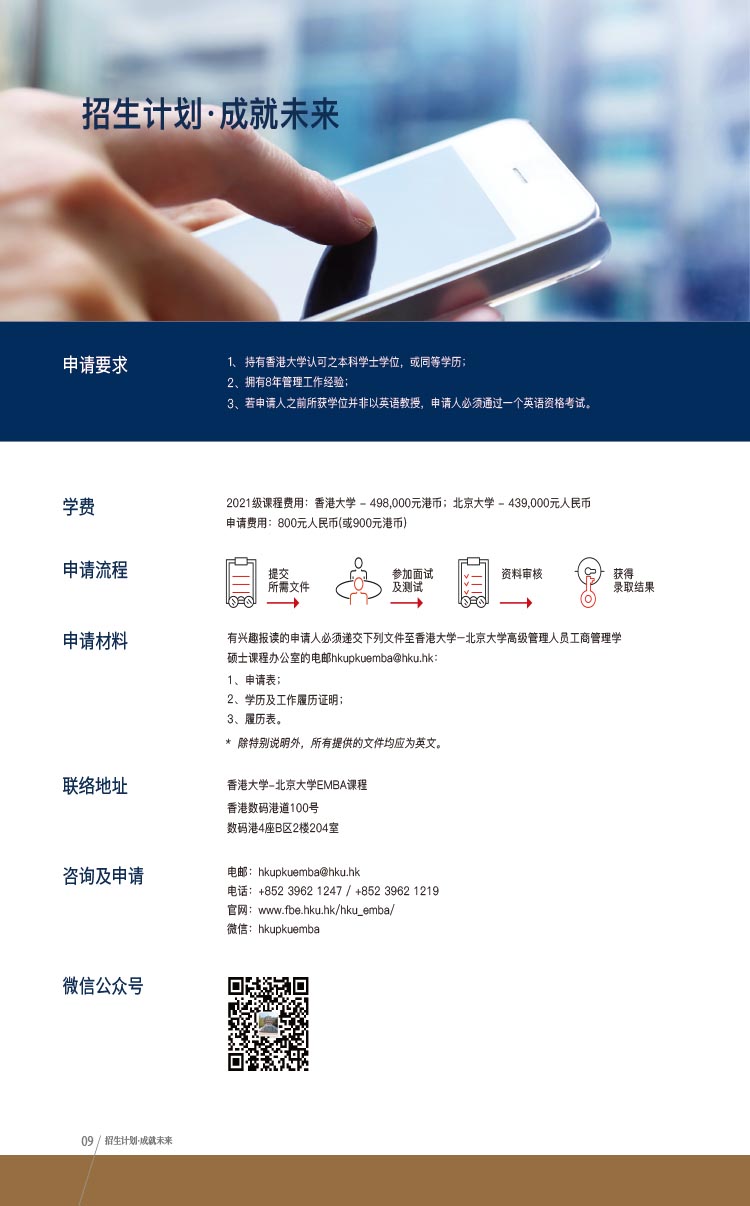 招生计划·成就未来
申请要求
1、持有香港大学认可之本科学士学位，或同等学历；
2、拥有8年管理工作经验；
3、若申请人之前所获学位并非以英语教授，申请人必须通过一个英语资格考试。
学费
2021级课程费用：香港大学 - 498,000元港币；北京大学 - 439,000元人民币
申请费用：800元人民币(或900元港币)
申请流程
提交
所需文件
参加面试
及测试
资料审核
获得
录取结果
申请材料
有兴趣报读的申请人必须递交下列文件至香港大学-北京大学高级管理人员工商管理学
硕士课程办公室的电邮hkupkuemba@hku.hk：
1、申请表；
2、学历及工作履历证明；
3、履历表。
* 除特别说明外，所有提供的文件均应为英文。
联络地址
香港大学-北京大学EMBA课程
香港数码港道100号
数码港4座B区2楼204室
咨询及申请
电邮：hkupkuemba@hku.hk
电话：+852 3962 1247 / +852 3962 1219
官网：www.fbe.hku.hk/hku_emba/
微信：hkupkuemba
微信公众号
09 / 招生计划·成就未来